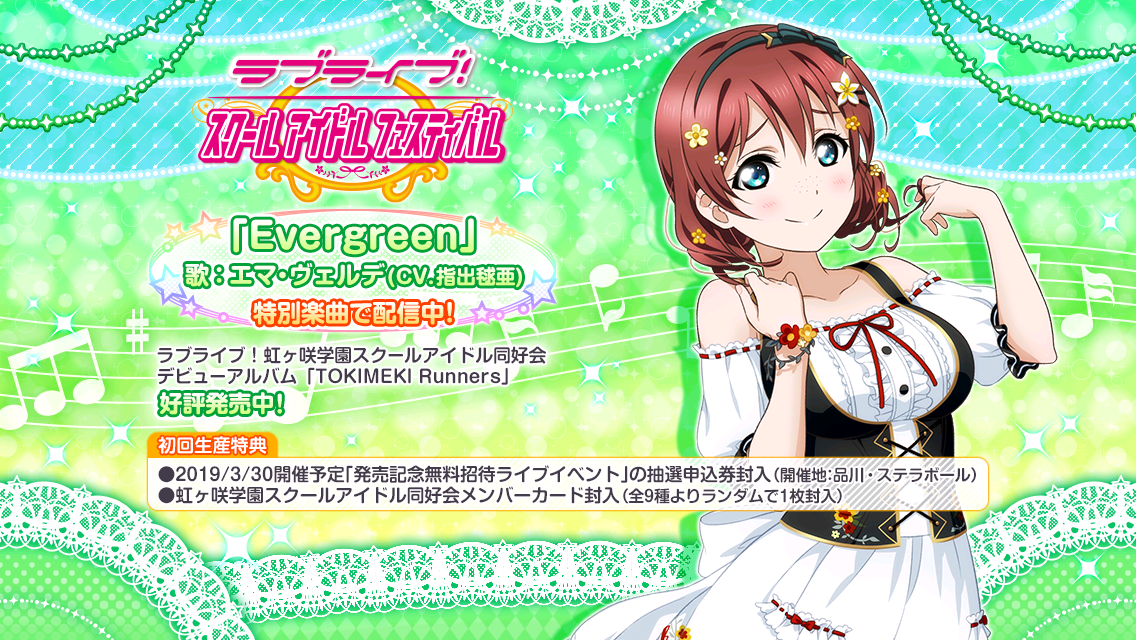 ラブライブ!
スクールアイドルフェスティバル
「Evergreen」
歌：エマ・ヴェルデ(CV.指出毬亜)
特別楽曲で配信中!
ラブライブ！虹ヶ咲学園スクールアイドル同好会
デビューアルバム「TOKIMEKI Runners」
好評発売中!
初回生産特典
●2019/3/30開催予定「発売記念無料招待ライブイベント」の抽選申込券封入（開催地:品川・ステラボール）
●虹ヶ咲学園スクールアイドル同好会メンバーカード封入（全9種よりランダムで1枚封入）